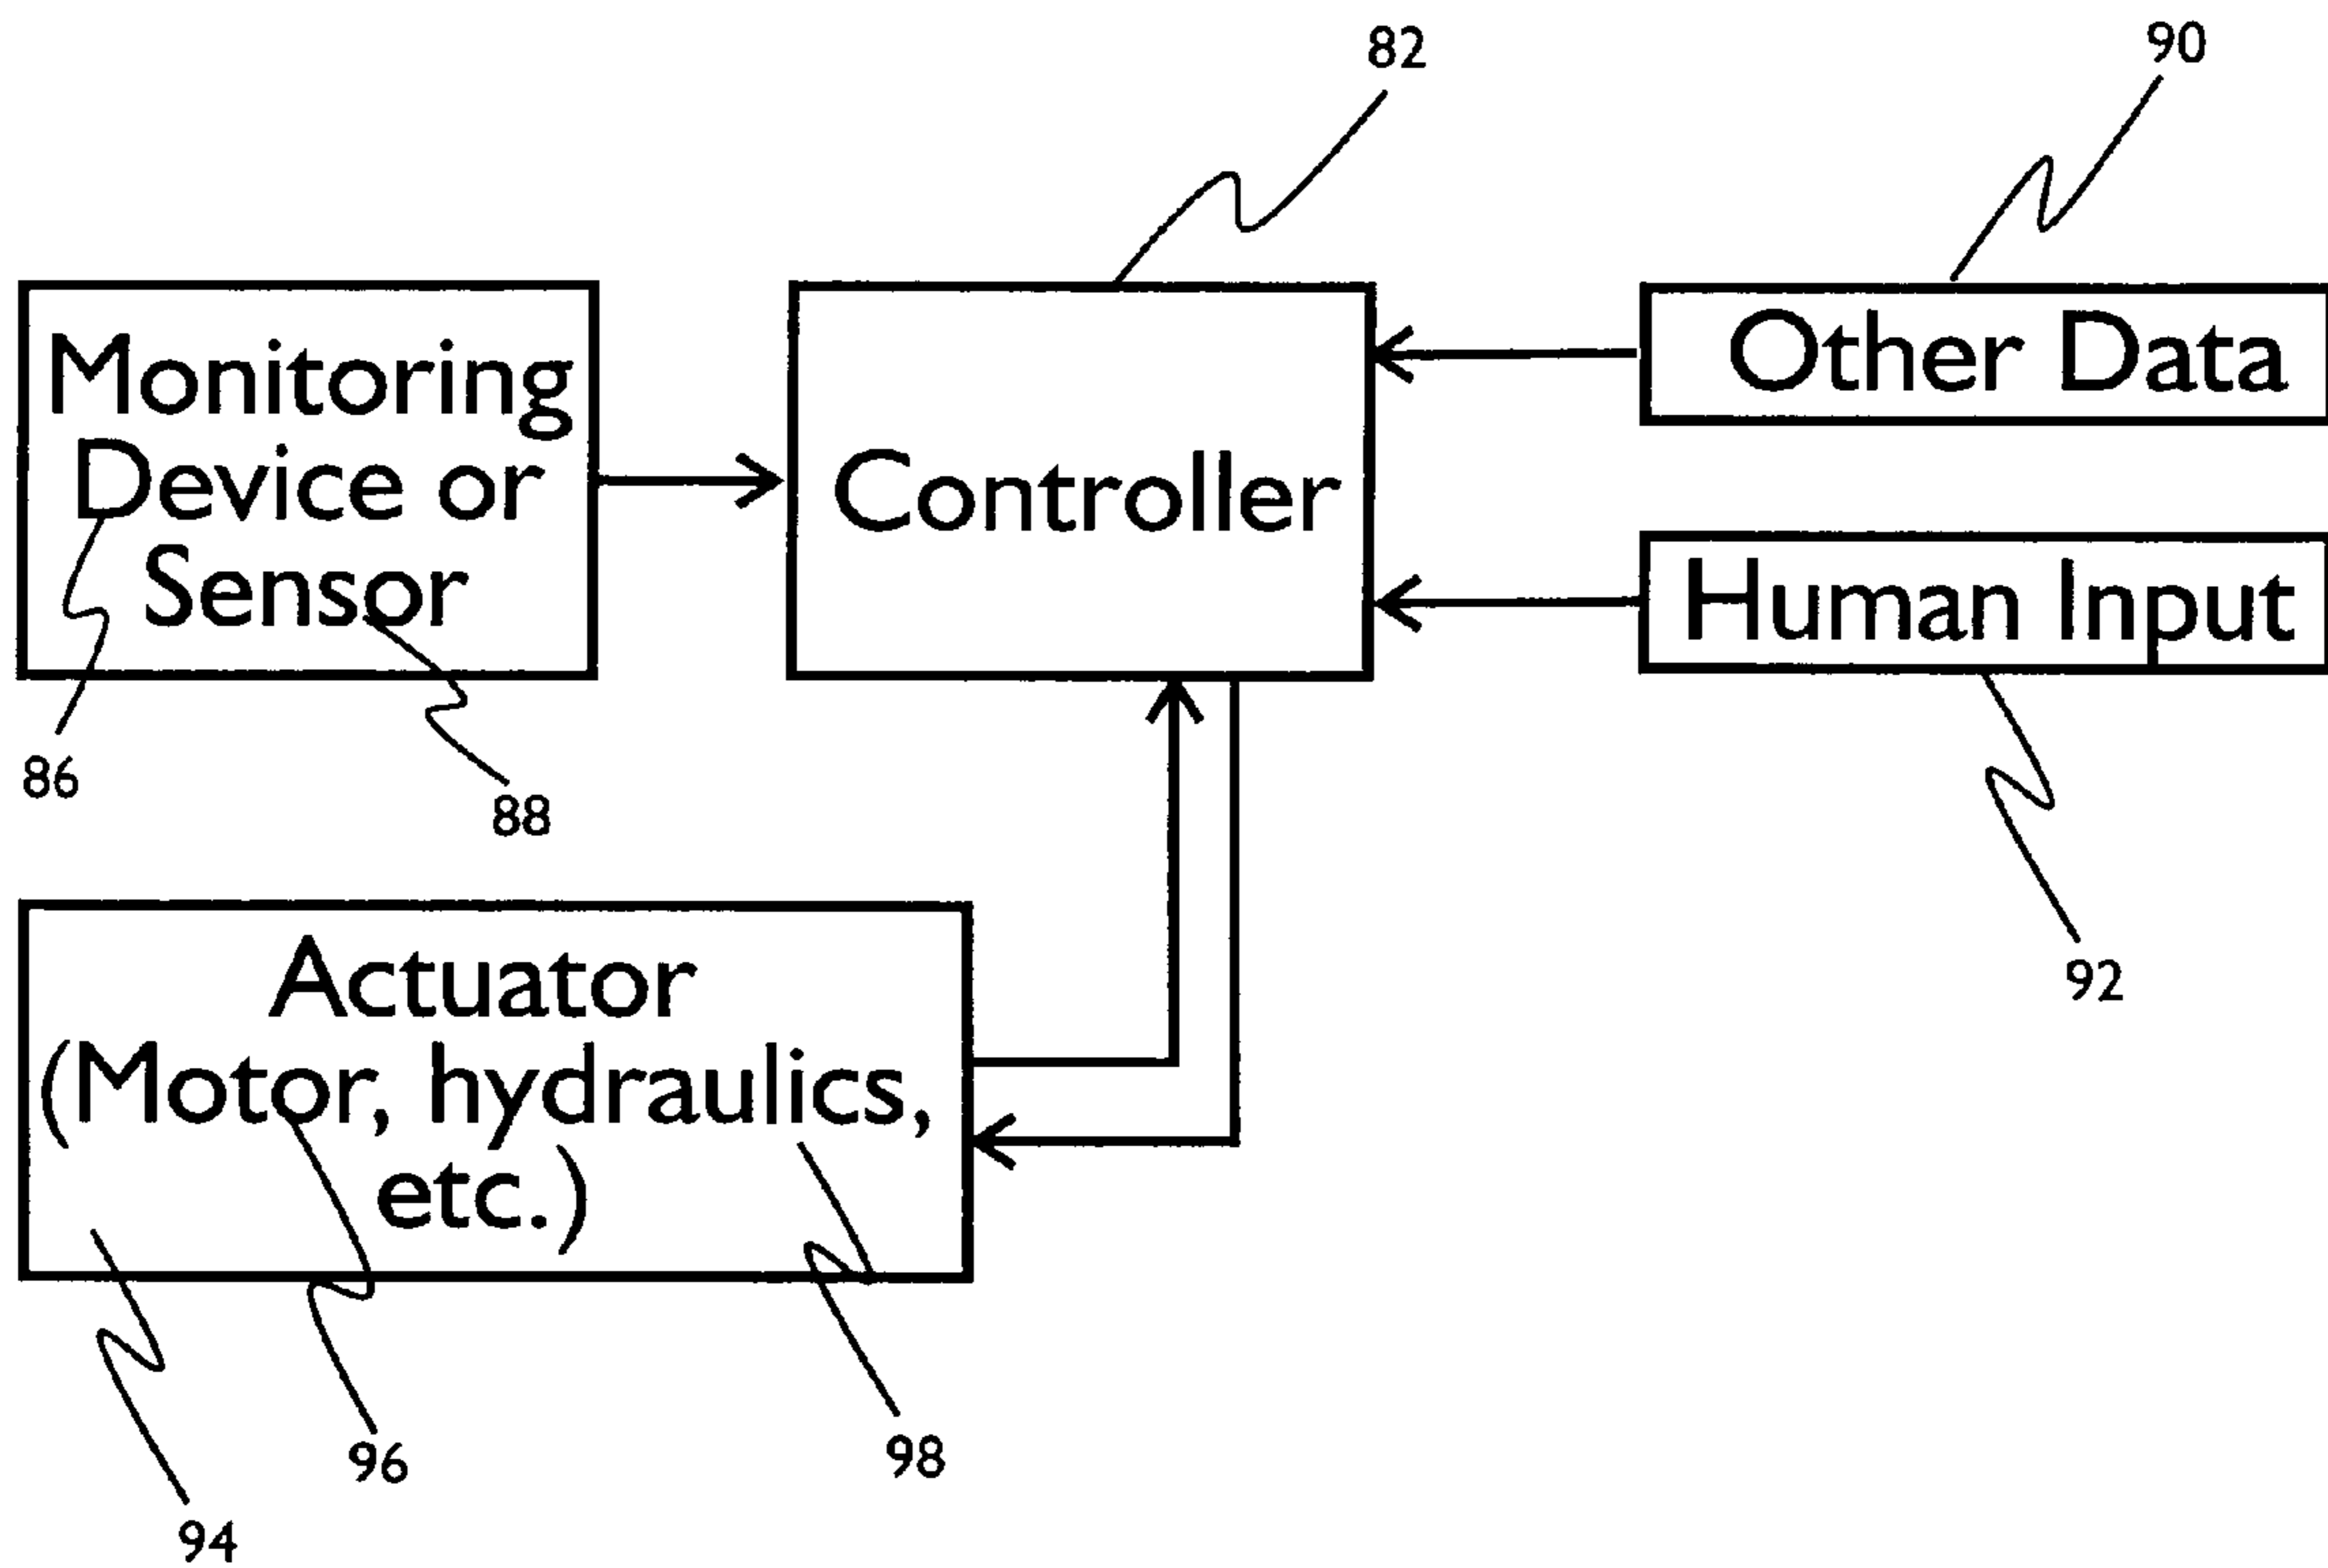 82
90
Monitoring
Device or
Sensor
Controller
Other Data
Human Input
86
88
92
Actuator
(Motor, hydraulics,
etc.)
96
98
94